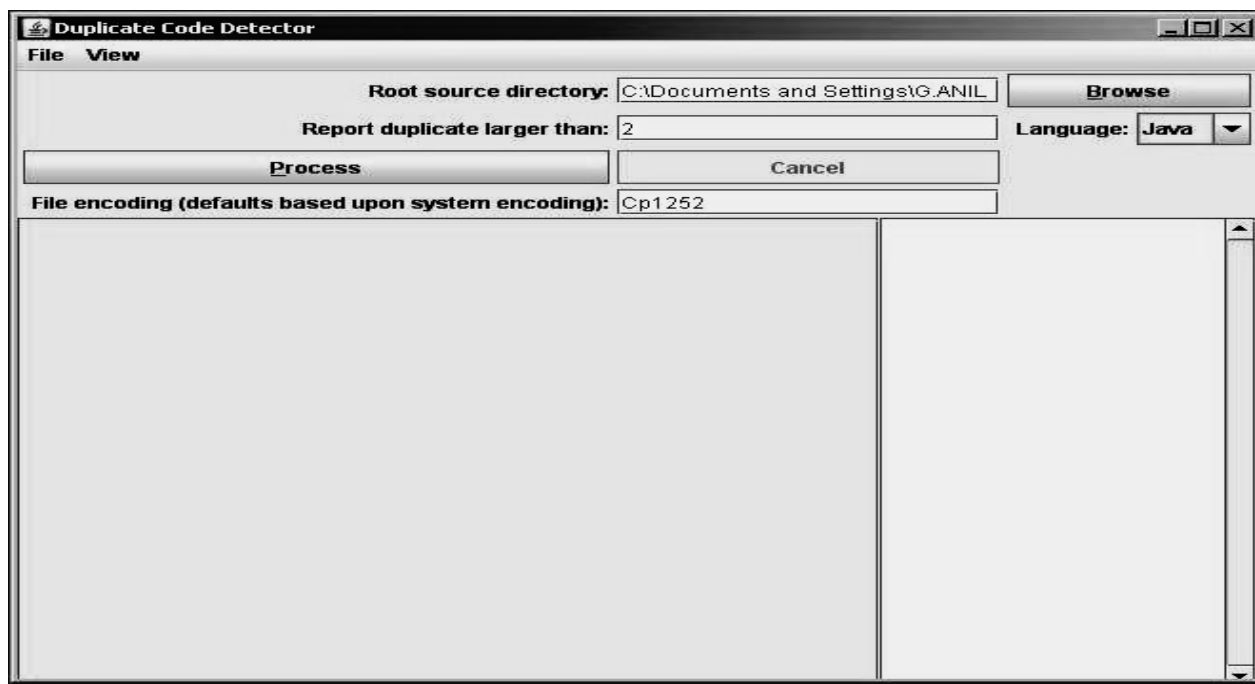 Duplicate Code Detector
File View
Root source directory: C:\Documents and Settings\G.ANIL Browse
Report duplicate larger than: 2 Language: Java
Process Cancel
File encoding (defaults based upon system encoding): Cp1252